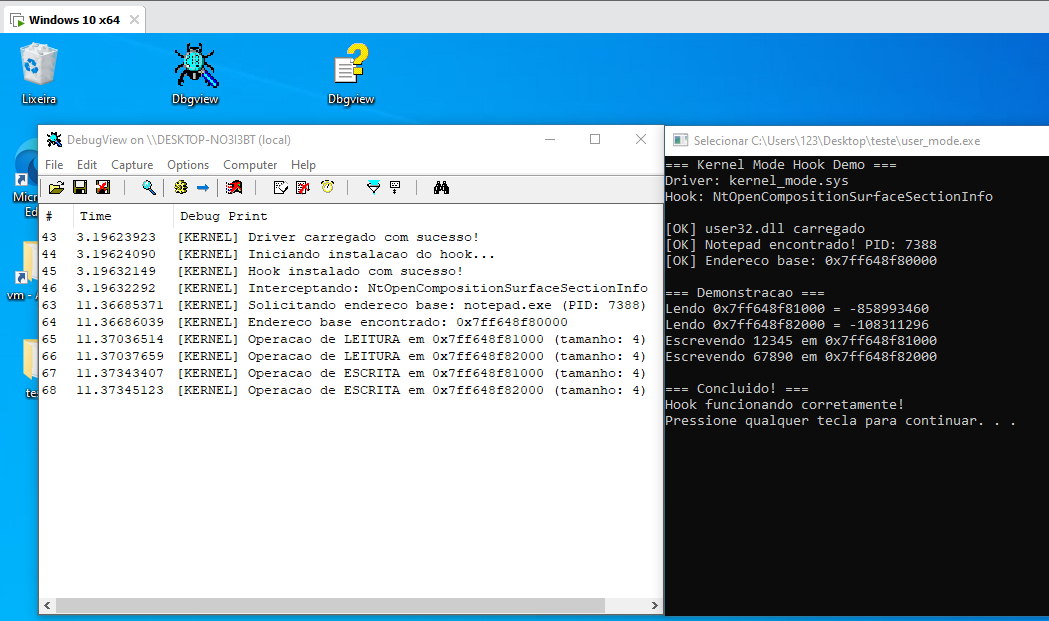 Windows 10 x64
Lixeira
Dbgview
Dbgview
DebugView on \\DESKTOP-NO3I3BT (local)
File Edit Capture Options Computer Help
# Time Debug Print
43 3.19623923 [KERNEL] Driver carregado com sucesso!
44 3.19624090 [KERNEL] Iniciando instalacao do hook...
45 3.19632149 [KERNEL] Hook instalado com sucesso!
46 3.19632292 [KERNEL] Interceptando: NtOpenCompositionSurfaceSectionInfo
63 11.36685371 [KERNEL] Solicitando endereco base: notepad.exe (PID: 7388)
64 11.36686039 [KERNEL] Endereco base encontrado: 0x7ff648f80000
65 11.37036514 [KERNEL] Operacao de LEITURA em 0x7ff648f81000 (tamanho: 4)
66 11.37037659 [KERNEL] Operacao de LEITURA em 0x7ff648f82000 (tamanho: 4)
67 11.37343407 [KERNEL] Operacao de ESCRITA em 0x7ff648f81000 (tamanho: 4)
68 11.37345123 [KERNEL] Operacao de ESCRITA em 0x7ff648f82000 (tamanho: 4)
Micr
Ed
vm -
te
Selecionar C:\Users\123\Desktop\teste\user_mode.exe
=== Kernel Mode Hook Demo ===
Driver: kernel_mode.sys
Hook: NtOpenCompositionSurfaceSectionInfo
[OK] user32.dll carregado
[OK] Notepad encontrado! PID: 7388
[OK] Endereco base: 0x7ff648f80000
=== Demonstracao ===
Lendo 0x7ff648f81000 = -858993460
Lendo 0x7ff648f82000 = -108311296
Escrevendo 12345 em 0x7ff648f81000
Escrevendo 67890 em 0x7ff648f82000
=== Concluido! ===
Hook funcionando corretamente!
Pressione qualquer tecla para continuar. . .